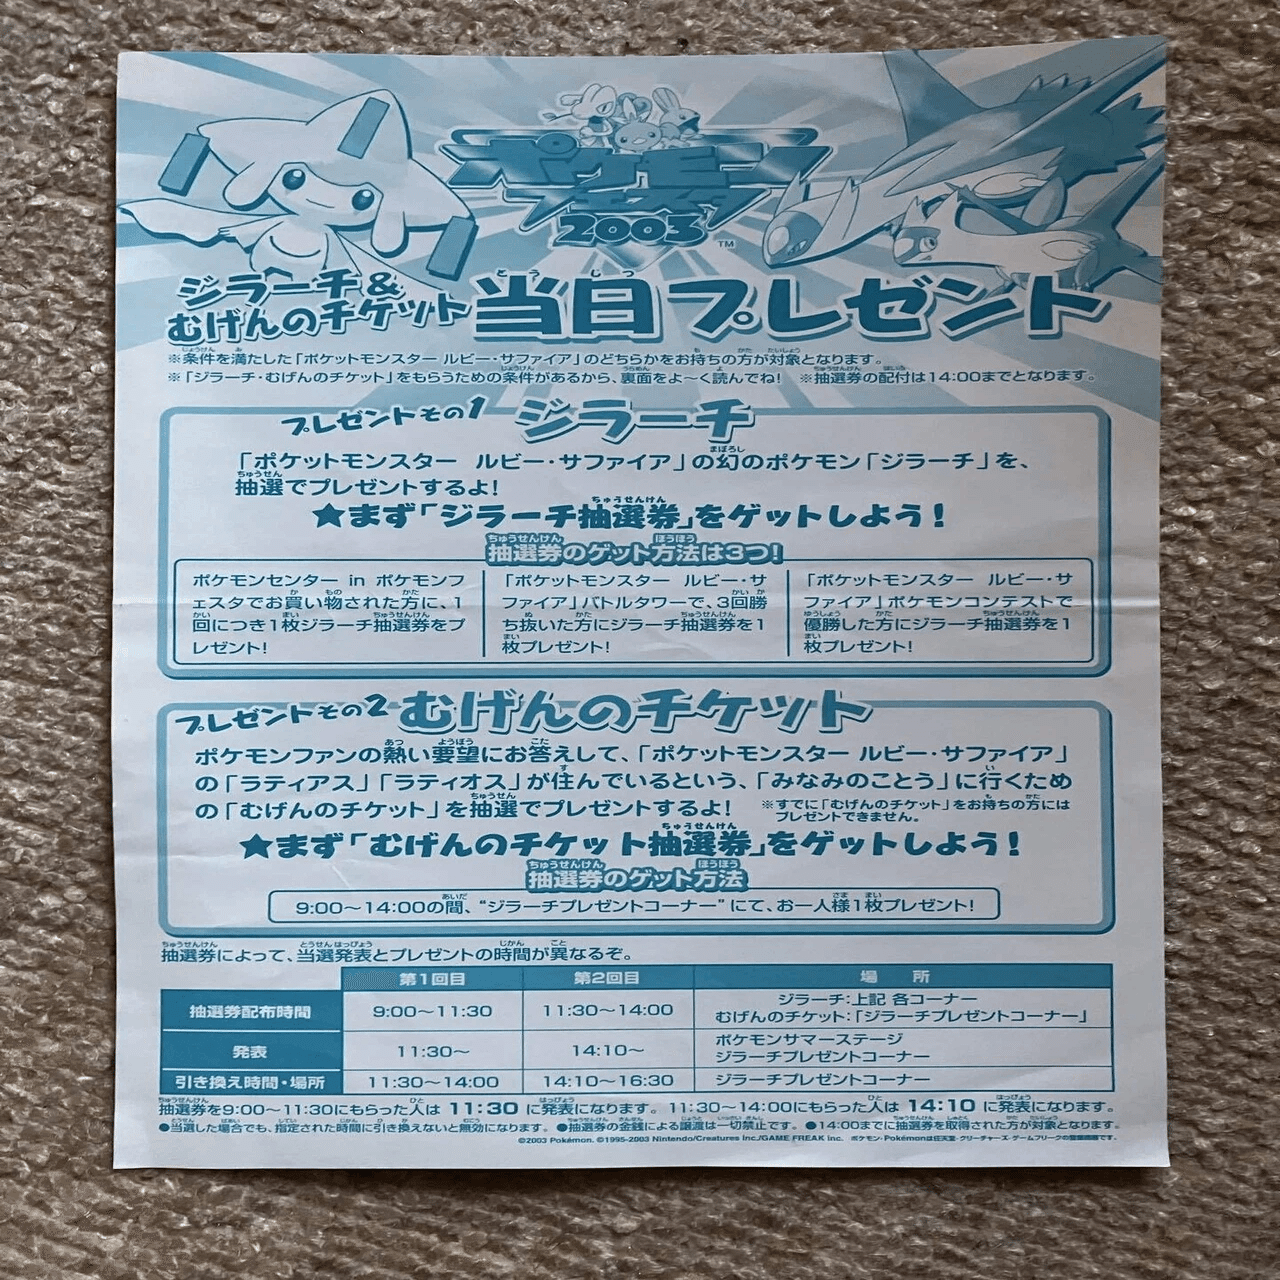 ポケモン
フェスタ
2003
TM
ジラーチ&
むげんのチケット
当日プレゼント
とうじつ
※条件を満たした「ポケットモンスター ルビー・サファイア」のどちらかをお持ちの方が対象となります。
※「ジラーチ・むげんのチケット」をもらうための条件があるから、裏面をよ〜く読んでね! ※抽選券の配付は14:00までとなります。
プレゼントその1 ジラーチ
「ポケットモンスター ルビー・サファイア」の幻のポケモン「ジラーチ」を、
抽選でプレゼントするよ!
★まず「ジラーチ抽選券」をゲットしよう!
抽選券のゲット方法は3つ!
ポケモンセンター in ポケモンフ
ェスタでお買い物された方に、1
回につき1枚ジラーチ抽選券をプ
レゼント!
「ポケットモンスター ルビー・サ
ファイア」バトルタワーで、3回勝
ち抜いた方にジラーチ抽選券を1
枚プレゼント!
「ポケットモンスター ルビー・サ
ファイア」ポケモンコンテストで
優勝した方にジラーチ抽選券を1
枚プレゼント!
プレゼントその2 むげんのチケット
ポケモンファンの熱い要望にお答えして、「ポケットモンスター ルビー・サファイア」
の「ラティアス」「ラティオス」が住んでいるという、「みなみのことう」に行くため
の「むげんのチケット」を抽選でプレゼントするよ!
※すでに「むげんのチケット」をお持ちの方には
プレゼントできません。
★まず「むげんのチケット抽選券」をゲットしよう!
抽選券のゲット方法
9:00〜14:00の間、“ジラーチプレゼントコーナー”にて、お一人様1枚プレゼント!
抽選券によって、当選発表とプレゼントの時間が異なるぞ。
第1回目 第2回目 場 所
抽選券配布時間 9:00〜11:30 11:30〜14:00 ジラーチ:上記 各コーナー
むげんのチケット:「ジラーチプレゼントコーナー」
発表 11:30〜 14:10〜 ポケモンサマーステージ
ジラーチプレゼントコーナー
引き換え時間・場所 11:30〜14:00 14:10〜16:30 ジラーチプレゼントコーナー
抽選券を9:00〜11:30にもらった人は 11:30 に発表になります。11:30〜14:00にもらった人は 14:10 に発表になります。
●当選した場合でも、指定された時間に引き換えないと無効になります。●抽選券の金銭による譲渡は一切禁止です。●14:00までに抽選券を取得された方が対象となります。
©2003 Pokémon. ©1995-2003 Nintendo/Creatures Inc./GAME FREAK inc. ポケモン・Pokémonは任天堂・クリーチャーズ・ゲームフリークの登録商標です。